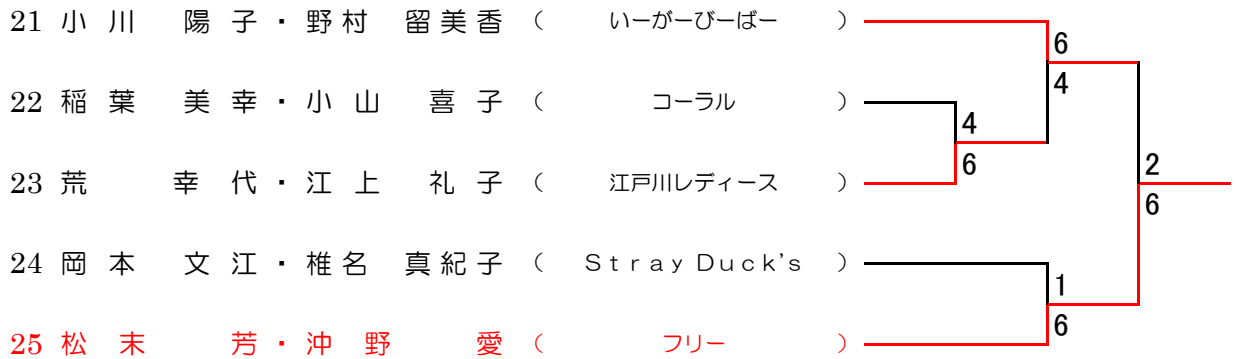 21 小川 陽子・野村 留美香 ( いーがーびーばー )
6
4
22 稲葉 美幸・小山 喜子 ( コーラル )
4
6
23 荒 幸代・江上 礼子 ( 江戸川レディース )
2
6
24 岡本 文江・椎名 真紀子 ( Stray Duck's )
1
6
25 松末 芳・沖野 愛 ( フリー )